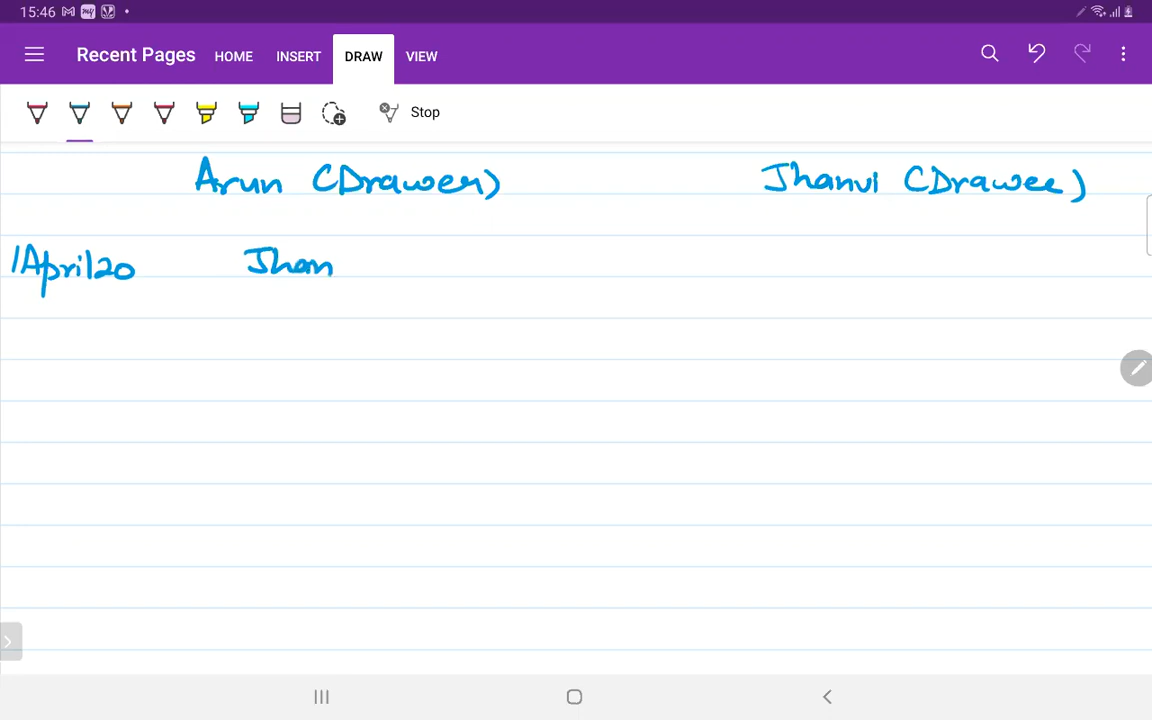 15:46
Recent Pages HOME INSERT DRAW VIEW
Stop
Arun (Drawer) Jhanvi (Drawee)
1April20 Jhan